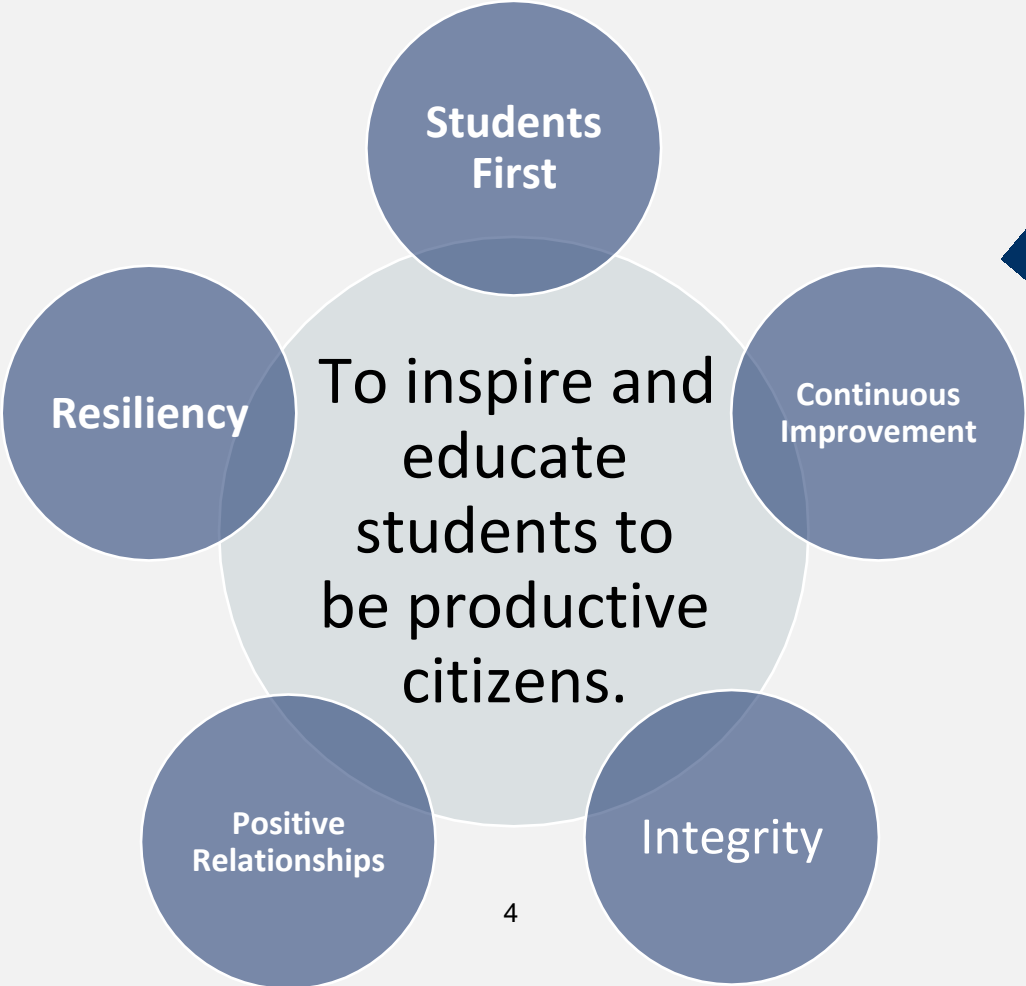 Students
First
Resiliency
To inspire and
educate
students to
be productive
citizens.
Continuous
Improvement
Positive
Relationships
Integrity
4